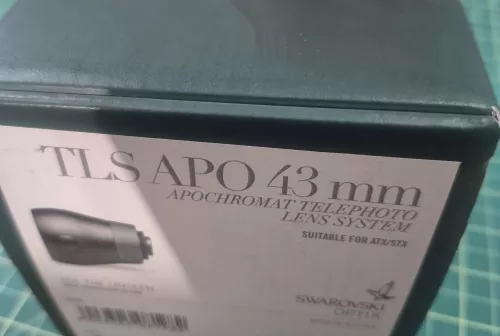 TLS APO 43 mm
APOCHROMAT TELEPHOTO
LENS SYSTEM
SUITABLE FOR ATX/STX
SWAROVSKI
OPTIK